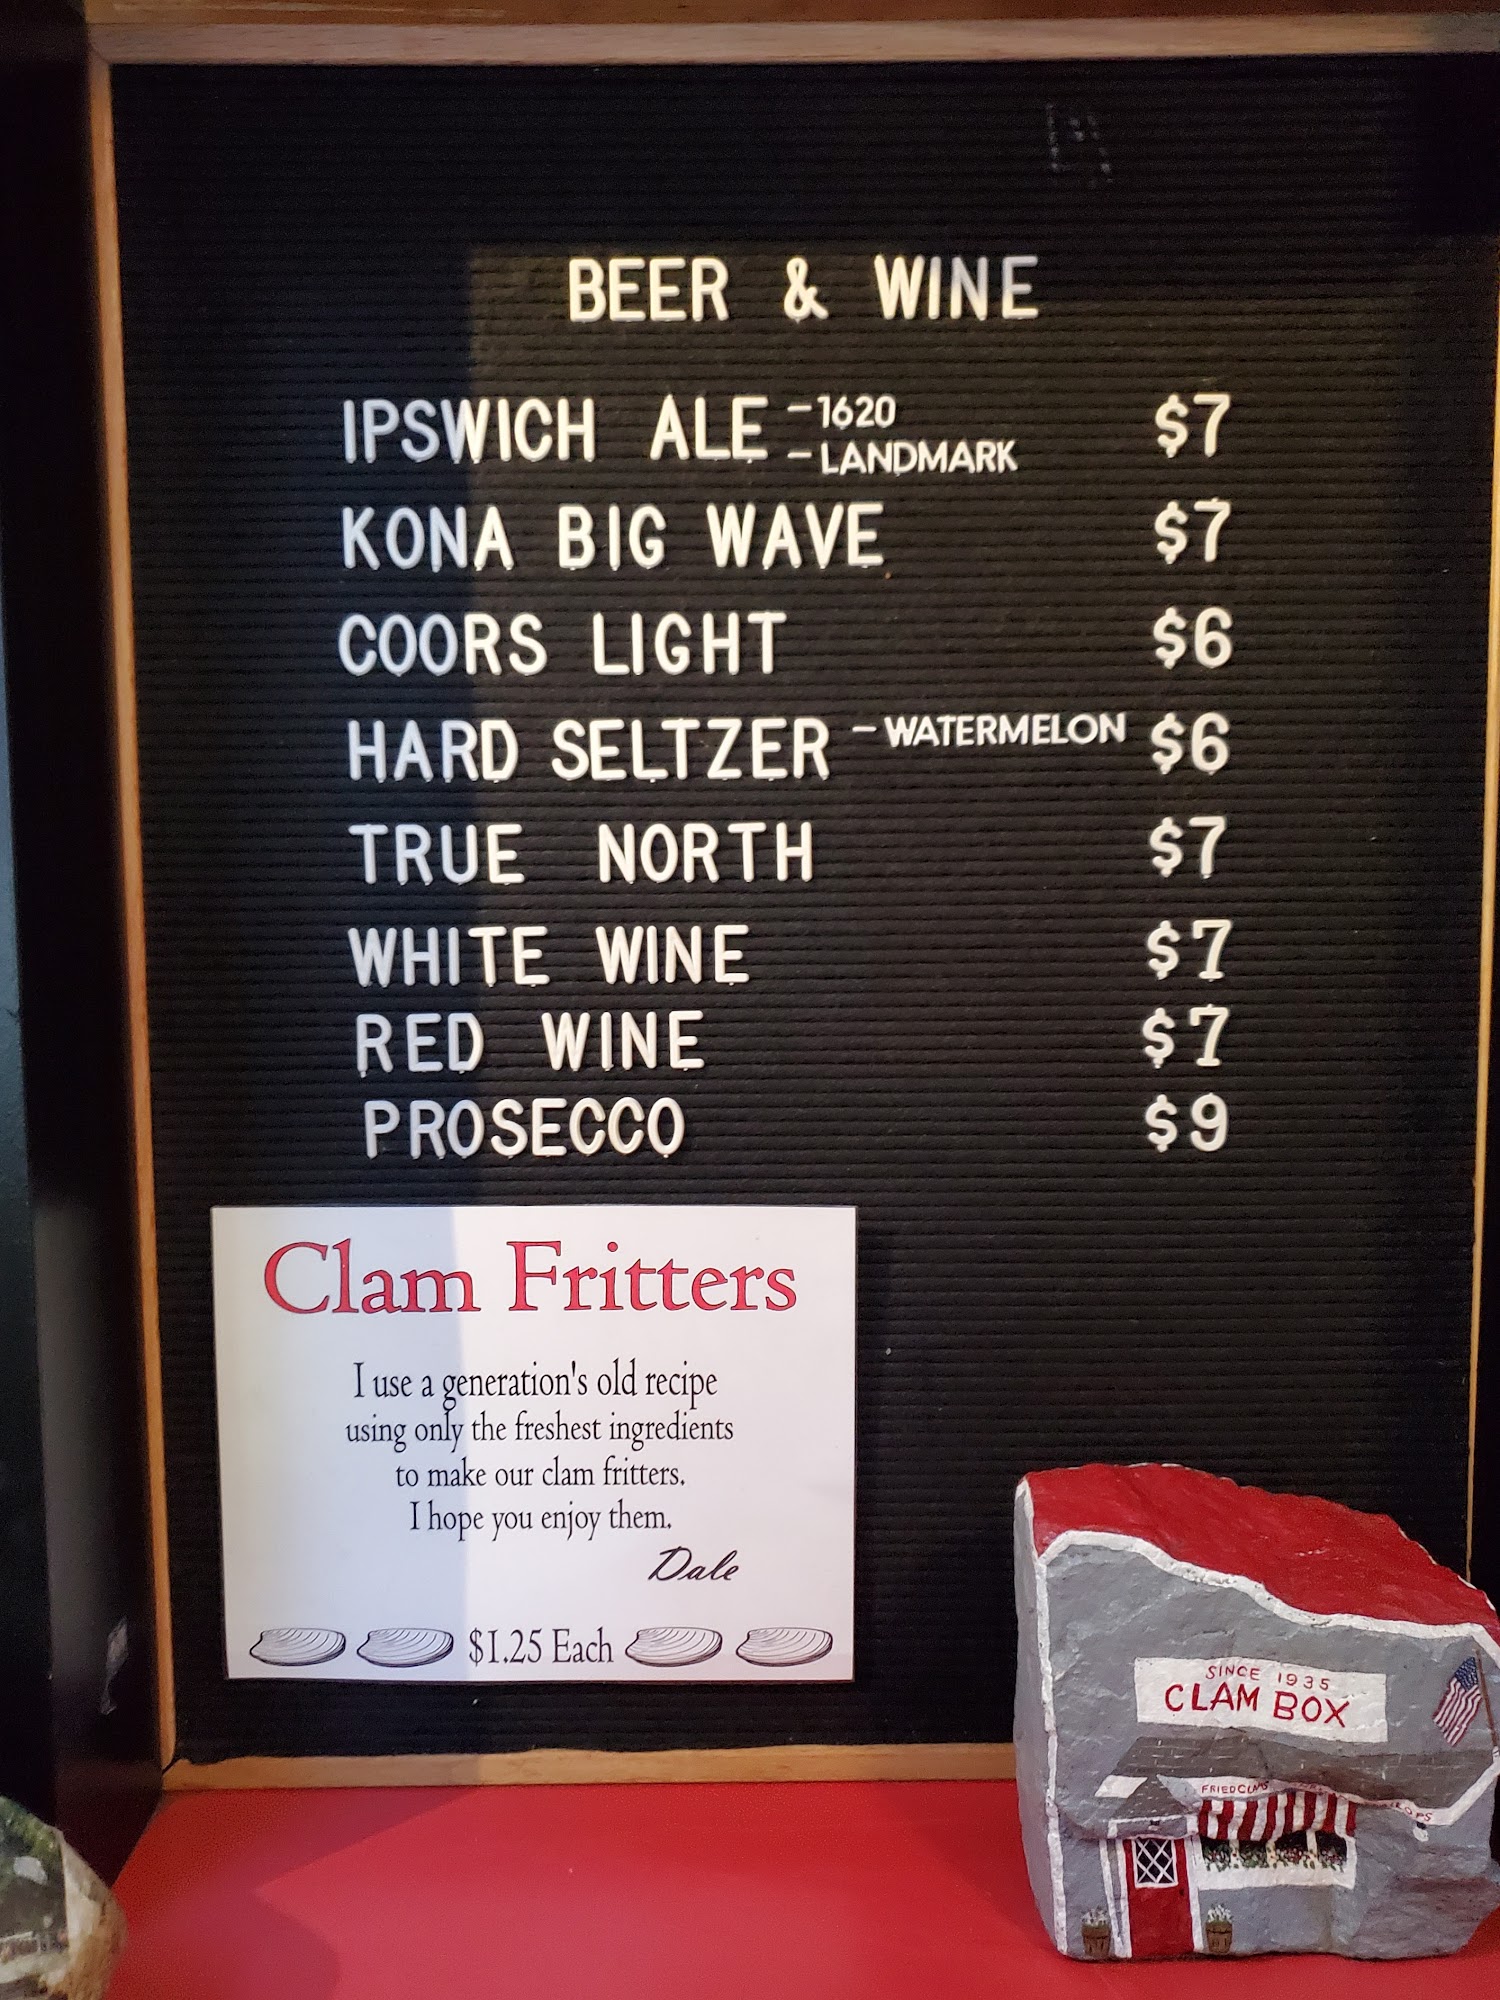 BEER & WINE
IPSWICH ALE -1620 $7
-LANDMARK
KONA BIG WAVE $7
COORS LIGHT $6
HARD SELTZER -WATERMELON $6
TRUE NORTH $7
WHITE WINE $7
RED WINE $7
PROSECCO $9
Clam Fritters
I use a generation's old recipe
using only the freshest ingredients
to make our clam fritters.
I hope you enjoy them.
Dale
$1.25 Each
SINCE 1935
CLAM BOX